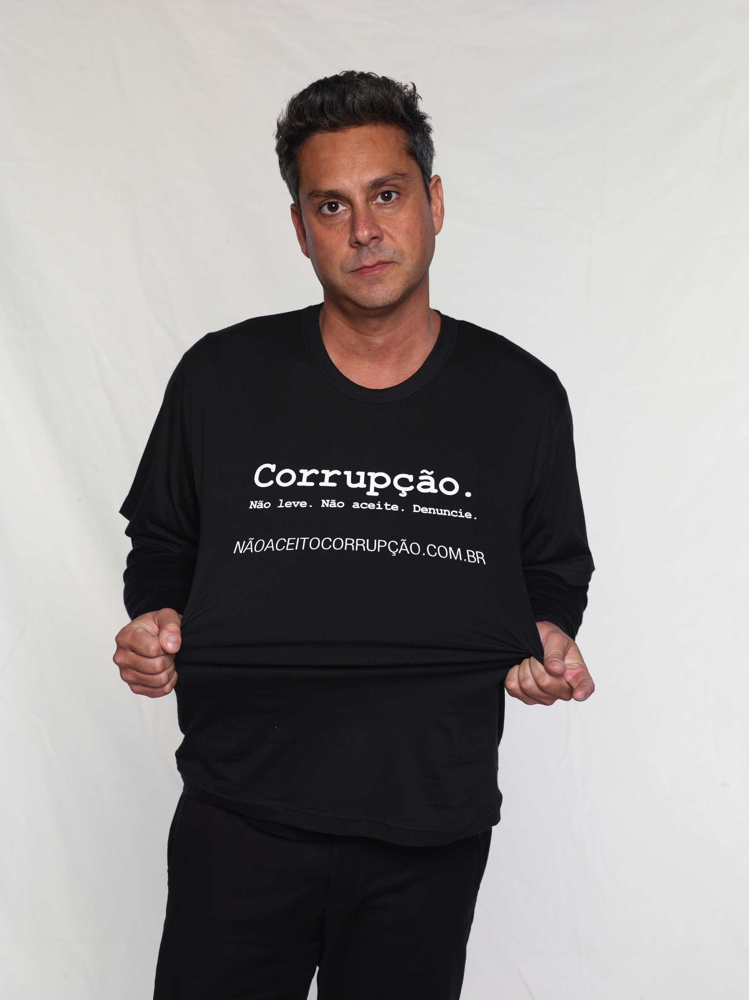 Corrupção.
Não leve. Não aceite. Denuncie.
NÃOACEITOCORRUPÇÃO.COM.BR